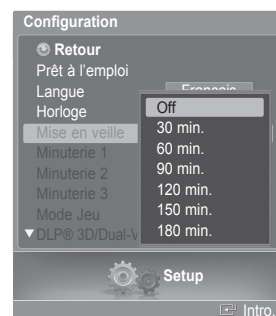 Configuration
Retour
Prêt à l'emploi
Langue
Français
Horloge
Off
Mise en veille
30 min.
Minuterie 1
60 min.
Minuterie 2
90 min.
Minuterie 3
120 min.
Mode Jeu
150 min.
▼DLP® 3D/Dual-V
180 min.
Setup
Intro.